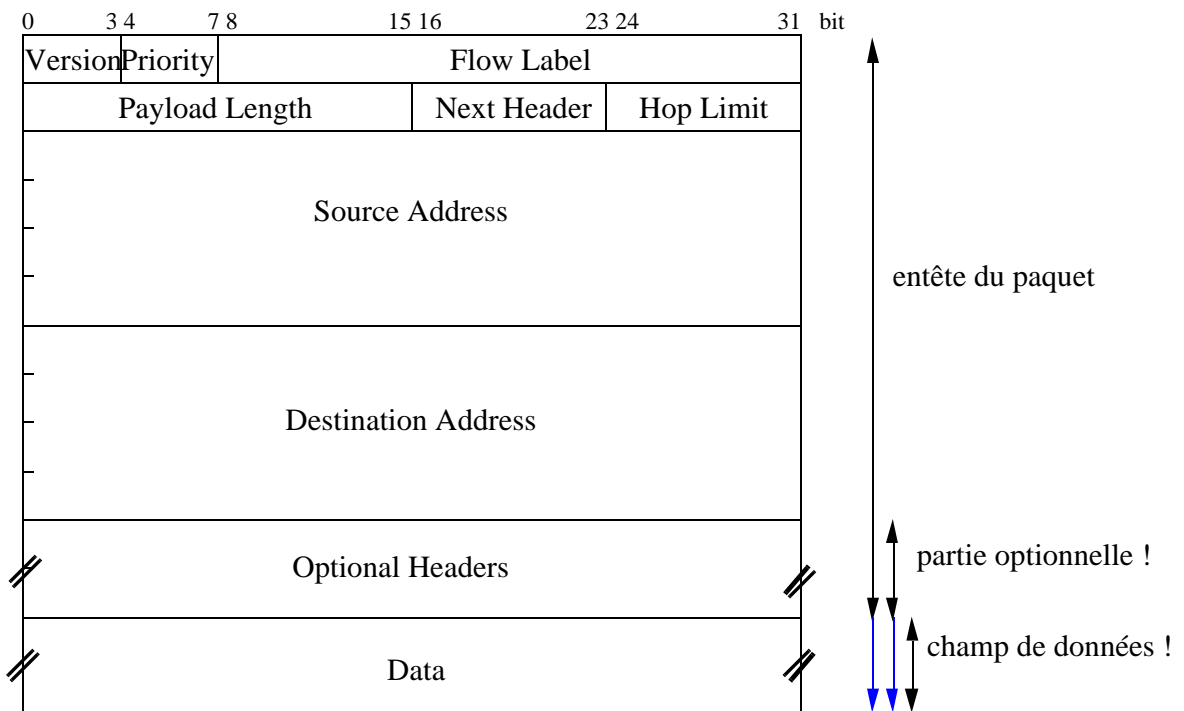 0 3 4 7 8 15 16 23 24 31 bit
Version Priority Flow Label
Payload Length Next Header Hop Limit
Source Address
entête du paquet
Destination Address
partie optionnelle !
Optional Headers
champ de données !
Data